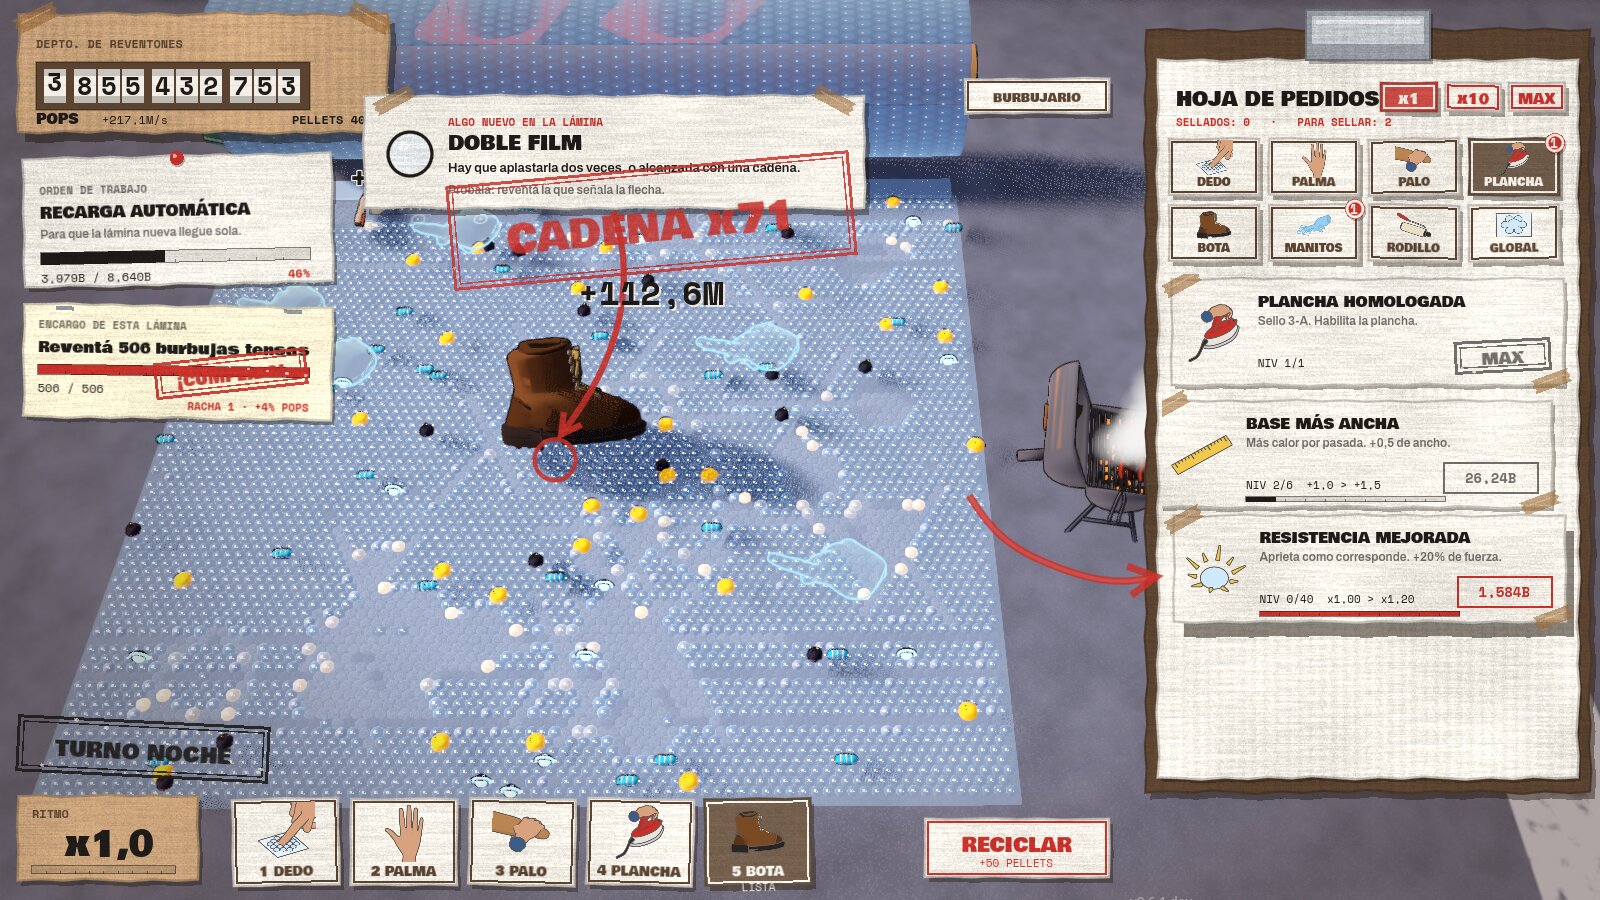 DEPTO. DE REVENTONES
3 855 432 753
POPS +217,1M/s PELLETS 40
ORDEN DE TRABAJO
RECARGA AUTOMÁTICA
Para que la lámina nueva llegue sola.
3.979B / 8.640B 46%
ENCARGO DE ESTA LÁMINA
Reventá 506 burbujas tensas
506 / 506
RACHA 1 · +4% POPS
ALGO NUEVO EN LA LÁMINA
DOBLE FILM
Hay que aplastarla dos veces, o alcanzarla con una cadena.
Probala: reventá la que señala la flecha.
CADENA x71
+112,6M
BURBUJARIO
HOJA DE PEDIDOS x1 x10 MAX
SELLADOS: 0 · PARA SELLAR: 2
DEDO PALMA PALO PLANCHA 1
BOTA MANITOS 1 RODILLO GLOBAL
PLANCHA HOMOLOGADA
Sello 3-A. Habilita la plancha.
NIV 1/1 MAX
BASE MÁS ANCHA
Más calor por pasada. +0,5 de ancho.
NIV 2/6 +1.0 > +1.5 26,24B
RESISTENCIA MEJORADA
Aprieta como corresponde. +20% de fuerza.
NIV 0/40 x1.00 > x1.20 1,584B
TURNO NOCHE
RITMO
x1,0
1 DEDO 2 PALMA 3 PALO 4 PLANCHA 5 BOTA
LISTA
RECICLAR
+50 PELLETS